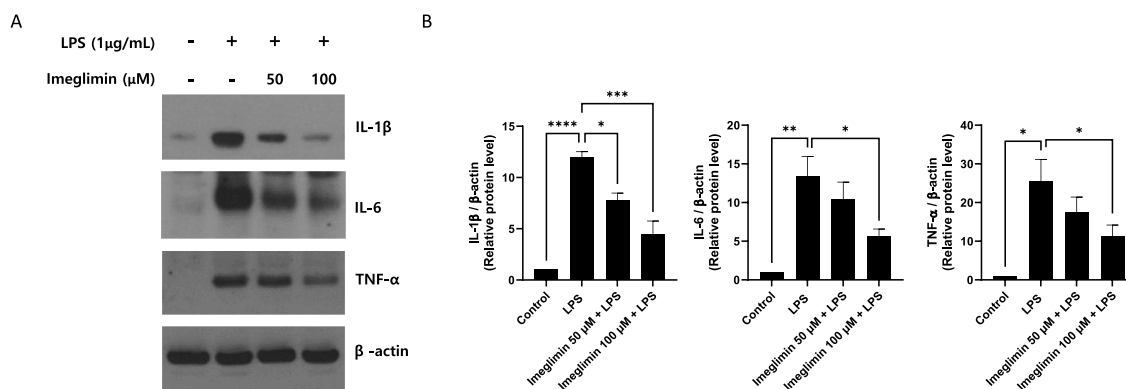 A
LPS (1μg/mL) - + + +
Imeglimin (μM) - - 50 100
IL-1β
IL-6
TNF-α
β -actin
B
IL-1β / β-actin
(Relative protein level)
15
10
5
0
****
*
***
Control
LPS
Imeglimin 50 μM + LPS
Imeglimin 100 μM + LPS
IL-6 / β-actin
(Relative protein level)
20
15
10
5
0
**
*
Control
LPS
Imeglimin 50 μM + LPS
Imeglimin 100 μM + LPS
TNF-α / β-actin
(Relative protein level)
40
30
20
10
0
*
*
Control
LPS
Imeglimin 50 μM + LPS
Imeglimin 100 μM + LPS